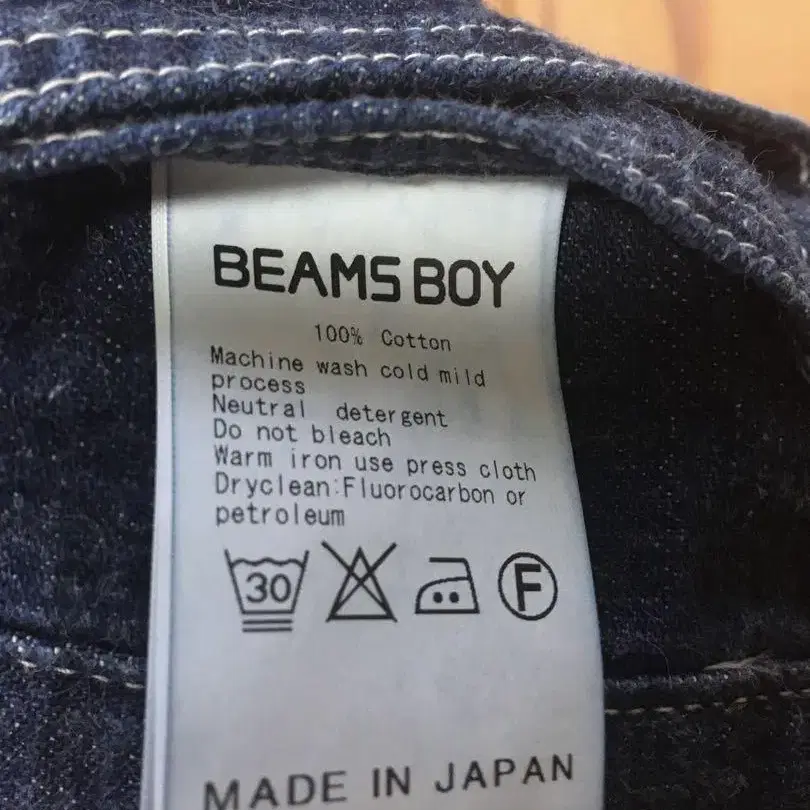 BEAMS BOY
100% Cotton
Machine wash cold mild
process
Neutral detergent
Do not bleach
Warm iron use press cloth
Dryclean:Fluorocarbon or
petroleum
30 F
MADE IN JAPAN